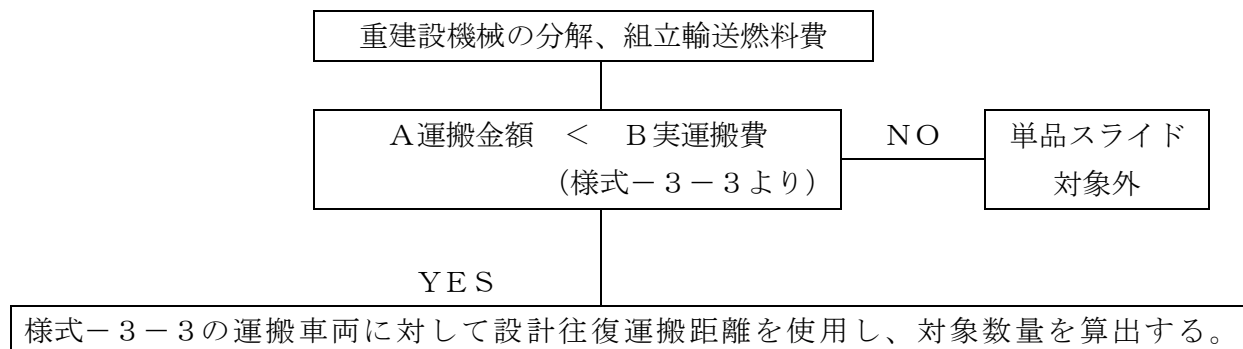 重建設機械の分解、組立輸送燃料費
A運搬金額　<　B実運搬費
(様式-3-3より)
NO
単品スライド
対象外
YES
様式-3-3の運搬車両に対して設計往復運搬距離を使用し、対象数量を算出する。